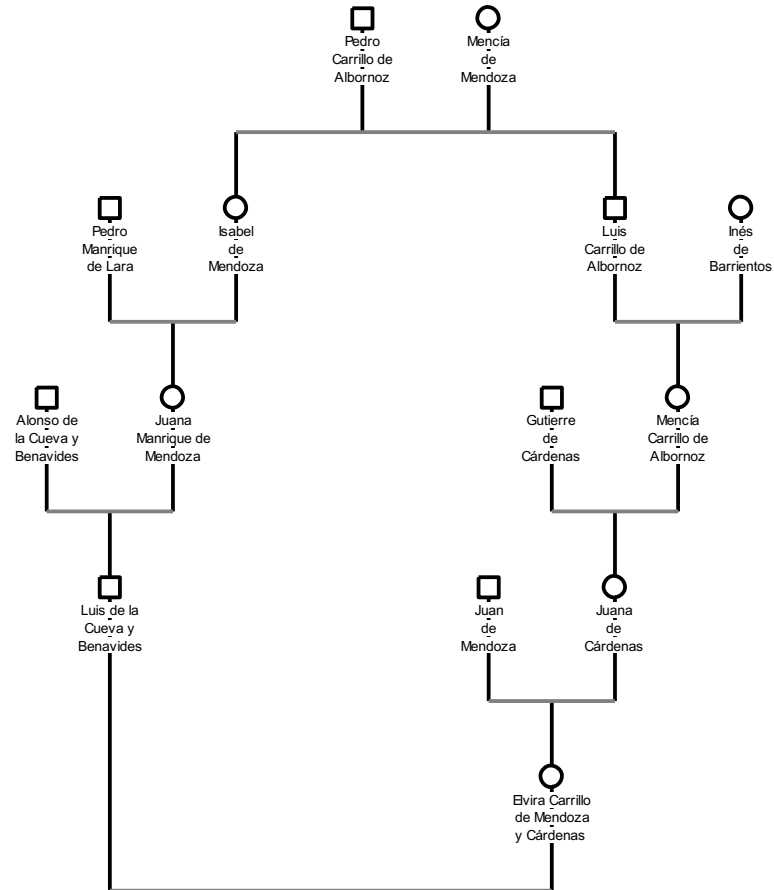 Pedro
Carrillo de
Albornoz
Mencía
de
Mendoza
Pedro
Manrique
de Lara
Isabel
de
Mendoza
Luis
Carrillo de
Albornoz
Inés
de
Barrientos
Alonso de
la Cueva y
Benavides
Juana
Manrique de
Mendoza
Gutierre
de
Cárdenas
Mencía
Carrillo de
Albornoz
Luis de la
Cueva y
Benavides
Juan
de
Mendoza
Juana
de
Cárdenas
Elvira Carrillo
de Mendoza
y Cárdenas